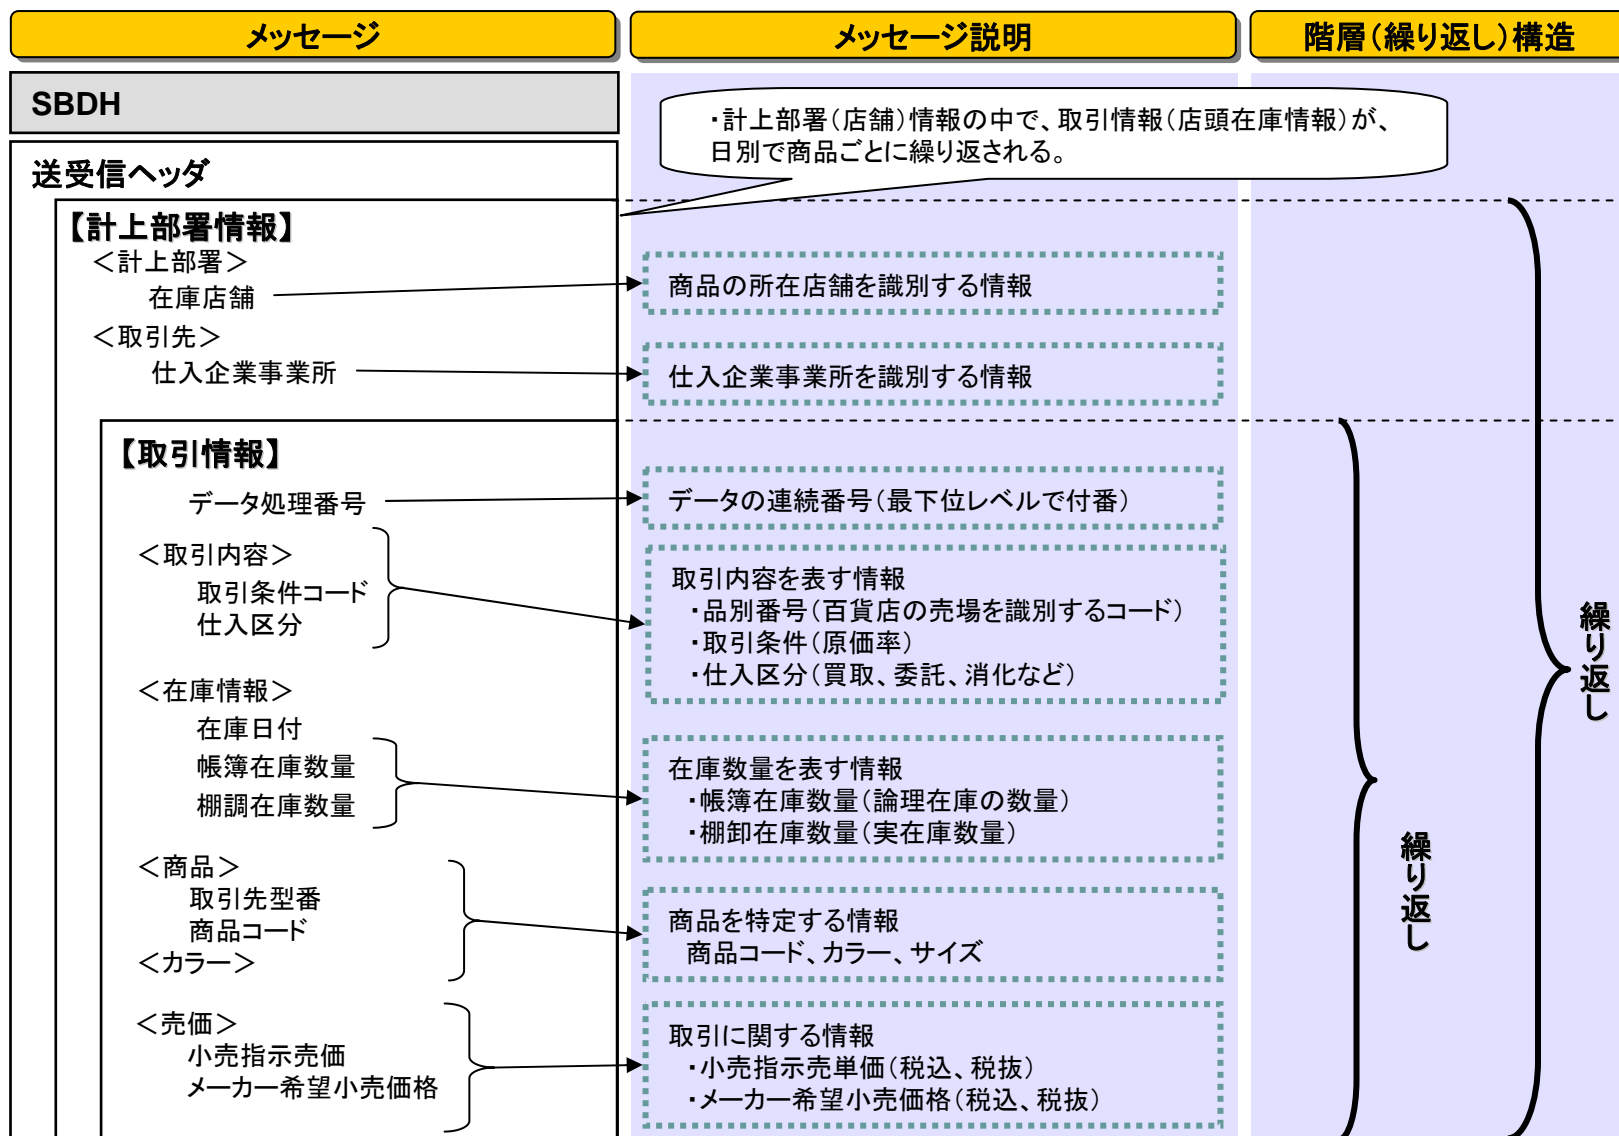 メッセージ
メッセージ説明
階層（繰り返し）構造
SBDH
・計上部署（店舗）情報の中で、取引情報（店頭在庫情報）が、
日別で商品ごとに繰り返される。
送受信ヘッダ
【計上部署情報】
＜計上部署＞
在庫店舗
商品の所在店舗を識別する情報
＜取引先＞
仕入企業事業所
仕入企業事業所を識別する情報
【取引情報】
データ処理番号
データの連続番号（最下位レベルで付番）
＜取引内容＞
取引条件コード
仕入区分
取引内容を表す情報
・品別番号（百貨店の売場を識別するコード）
・取引条件（原価率）
・仕入区分（買取、委託、消化など）
＜在庫情報＞
在庫日付
帳簿在庫数量
棚調在庫数量
在庫数量を表す情報
・帳簿在庫数量（論理在庫の数量）
・棚卸在庫数量（実在庫数量）
＜商品＞
取引先型番
商品コード
＜カラー＞
商品を特定する情報
商品コード、カラー、サイズ
＜売価＞
小売指示売価
メーカー希望小売価格
取引に関する情報
・小売指示売単価（税込、税抜）
・メーカー希望小売価格（税込、税抜）
繰り返し
繰り返し